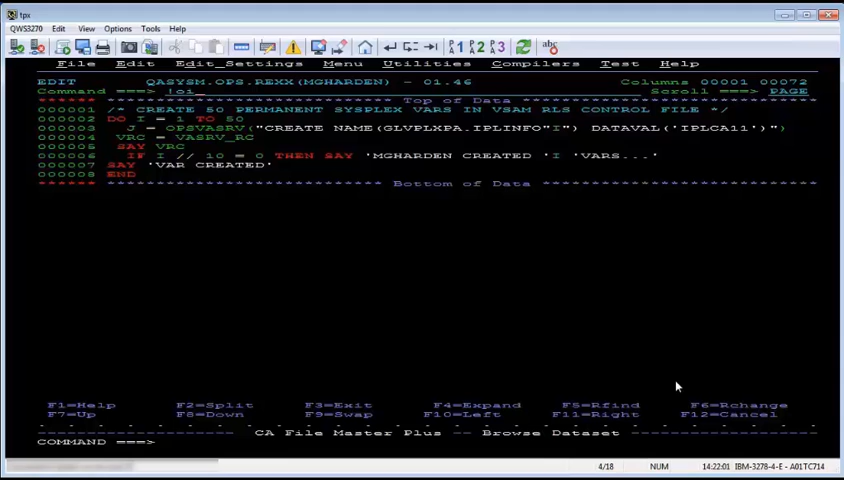 tpx
QWS3270 Edit View Options Tools Help
PA1 PA2 PA3 abc
File Edit Edit_Settings Menu Utilities Compilers Test Help
EDIT QASYSM.OPS.REXX(MGHARDEN) - 01.46 Columns 00001 00072
Command ===> !oi Scroll ===> PAGE
****** ******************************* Top of Data *******************************
000001 /* CREATE 50 PERMANENT SYSPLEX VARS IN VSAM RLS CONTROL FILE */
000002 DO I = 1 TO 50
000003 J = OPSVASRV("CREATE NAME(GLVPLXPA.IPLINFO"I") DATAVAL('IPLCA11')")
000004 VRC = VASRV_RC
000005 SAY VRC
000006 IF I // 10 = 0 THEN SAY 'MGHARDEN CREATED 'I 'VARS...'
000007 SAY 'VAR CREATED'
000008 END
****** ****************************** Bottom of Data ******************************
F1=Help F2=Split F3=Exit F4=Expand F5=Rfind F6=Rchange
F7=Up F8=Down F9=Swap F10=Left F11=Right F12=Cancel
CA File Master Plus -- Browse Dataset
COMMAND ===>
4/18 NUM 14:22:01 IBM-3278-4-E - A01TC714